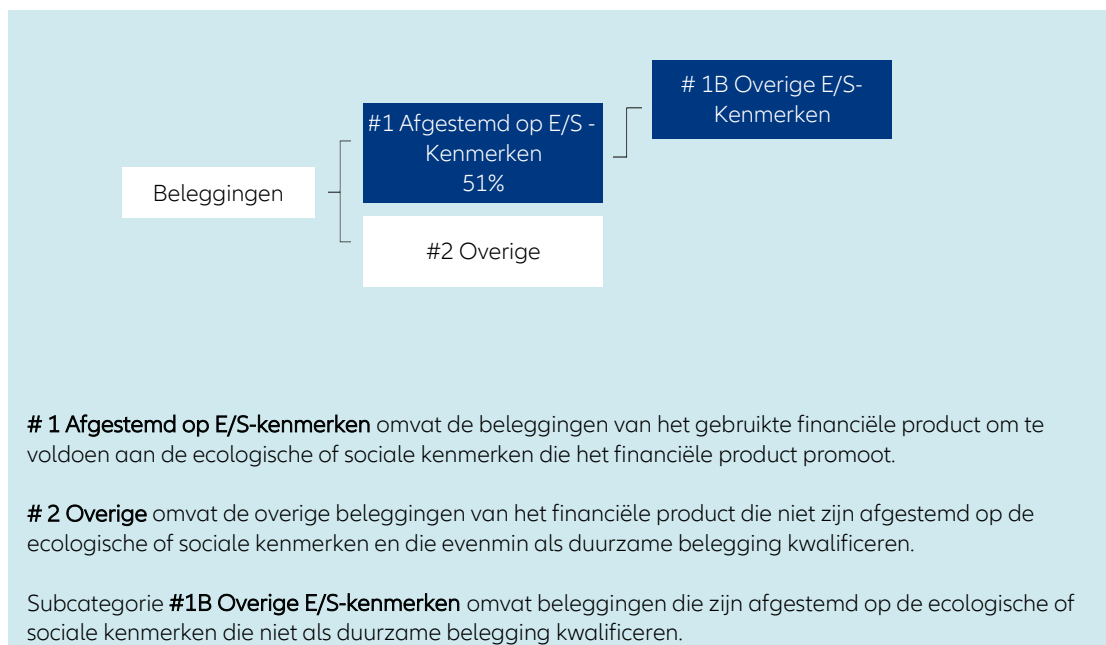 # 1B Overige E/S-
Kenmerken
#1 Afgestemd op E/S -
Kenmerken
51%
Beleggingen
#2 Overige
# 1 Afgestemd op E/S-kenmerken omvat de beleggingen van het gebruikte financiële product om te
voldoen aan de ecologische of sociale kenmerken die het financiële product promoot.
# 2 Overige omvat de overige beleggingen van het financiële product die niet zijn afgestemd op de
ecologische of sociale kenmerken en die evenmin als duurzame belegging kwalificeren.
Subcategorie #1B Overige E/S-kenmerken omvat beleggingen die zijn afgestemd op de ecologische of
sociale kenmerken die niet als duurzame belegging kwalificeren.